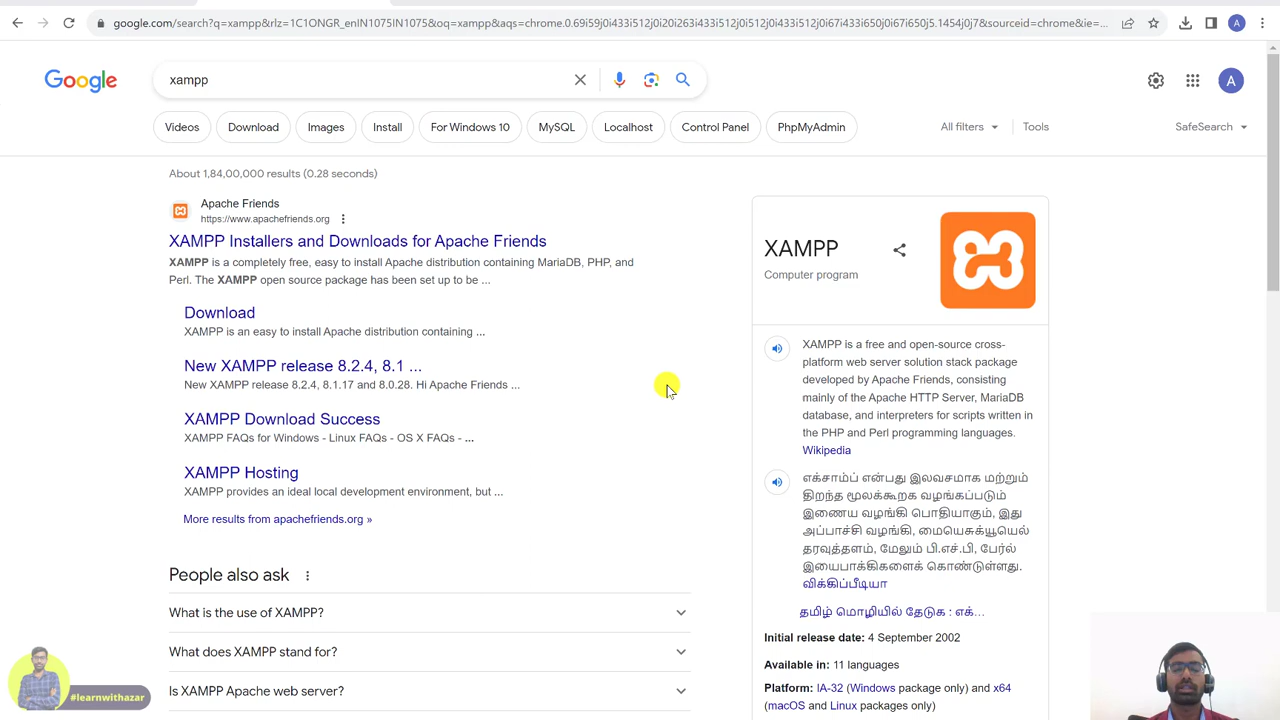 google.com/search?q=xampp&rlz=1C1ONGR_enIN1075IN1075&oq=xampp&aqs=chrome.0.69i59j0i433i512j0i20i263i433i512j0i512j0i67i433i650j0i67i650j5.1454j0j7&sourceid=chrome&ie=...
A
Google
xampp
A
Videos
Download
Images
Install
For Windows 10
MySQL
Localhost
Control Panel
PhpMyAdmin
All filters
Tools
SafeSearch
About 1,84,00,000 results (0.28 seconds)
Apache Friends
https://www.apachefriends.org
XAMPP Installers and Downloads for Apache Friends
XAMPP is a completely free, easy to install Apache distribution containing MariaDB, PHP, and
Perl. The XAMPP open source package has been set up to be ...
Download
XAMPP is an easy to install Apache distribution containing ...
New XAMPP release 8.2.4, 8.1 ...
New XAMPP release 8.2.4, 8.1.17 and 8.0.28. Hi Apache Friends ...
XAMPP Download Success
XAMPP FAQs for Windows - Linux FAQs - OS X FAQs - ...
XAMPP Hosting
XAMPP provides an ideal local development environment, but ...
More results from apachefriends.org »
People also ask
What is the use of XAMPP?
What does XAMPP stand for?
Is XAMPP Apache web server?
XAMPP
Computer program
XAMPP is a free and open-source cross-
platform web server solution stack package
developed by Apache Friends, consisting
mainly of the Apache HTTP Server, MariaDB
database, and interpreters for scripts written in
the PHP and Perl programming languages.
Wikipedia
எக்சாம்ப் என்பது இலவசமாக மற்றும்
திறந்த மூலக்கூறக வழங்கப்படும்
இணைய வழங்கி பொதியாகும், இது
அப்பாச்சி வழங்கி, மையெசுக்யூயெல்
தரவுத்தளம், மேலும் பி.எச்.பி, பேர்ல்
இயைபாக்கிகளைக் கொண்டுள்ளது.
விக்கிப்பீடியா
தமிழ் மொழியில் தேடுக : எக்...
Initial release date: 4 September 2002
Available in: 11 languages
Platform: IA-32 (Windows package only) and x64
(macOS and Linux packages only)
#learnwithazar